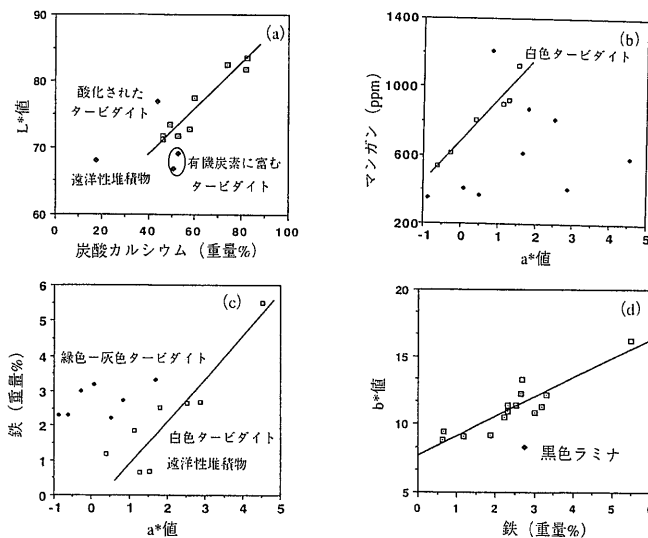 (a)
90
80
70
60
L*値
酸化された
タービダイト
遠洋性堆積物
有機炭素に富む
タービダイト
0 20 40 60 80 100
炭酸カルシウム（重量%）
(b)
1400
1000
600
200
マンガン (ppm)
白色タービダイト
-1 0 1 2 3 4 5
a*値
(c)
6
5
4
3
2
1
0
鉄（重量%）
緑色ー灰色タービダイト
白色タービダイト
遠洋性堆積物
-1 0 1 2 3 4 5
a*値
(d)
20
15
10
5
b*値
黒色ラミナ
0 1 2 3 4 5 6
鉄（重量%）